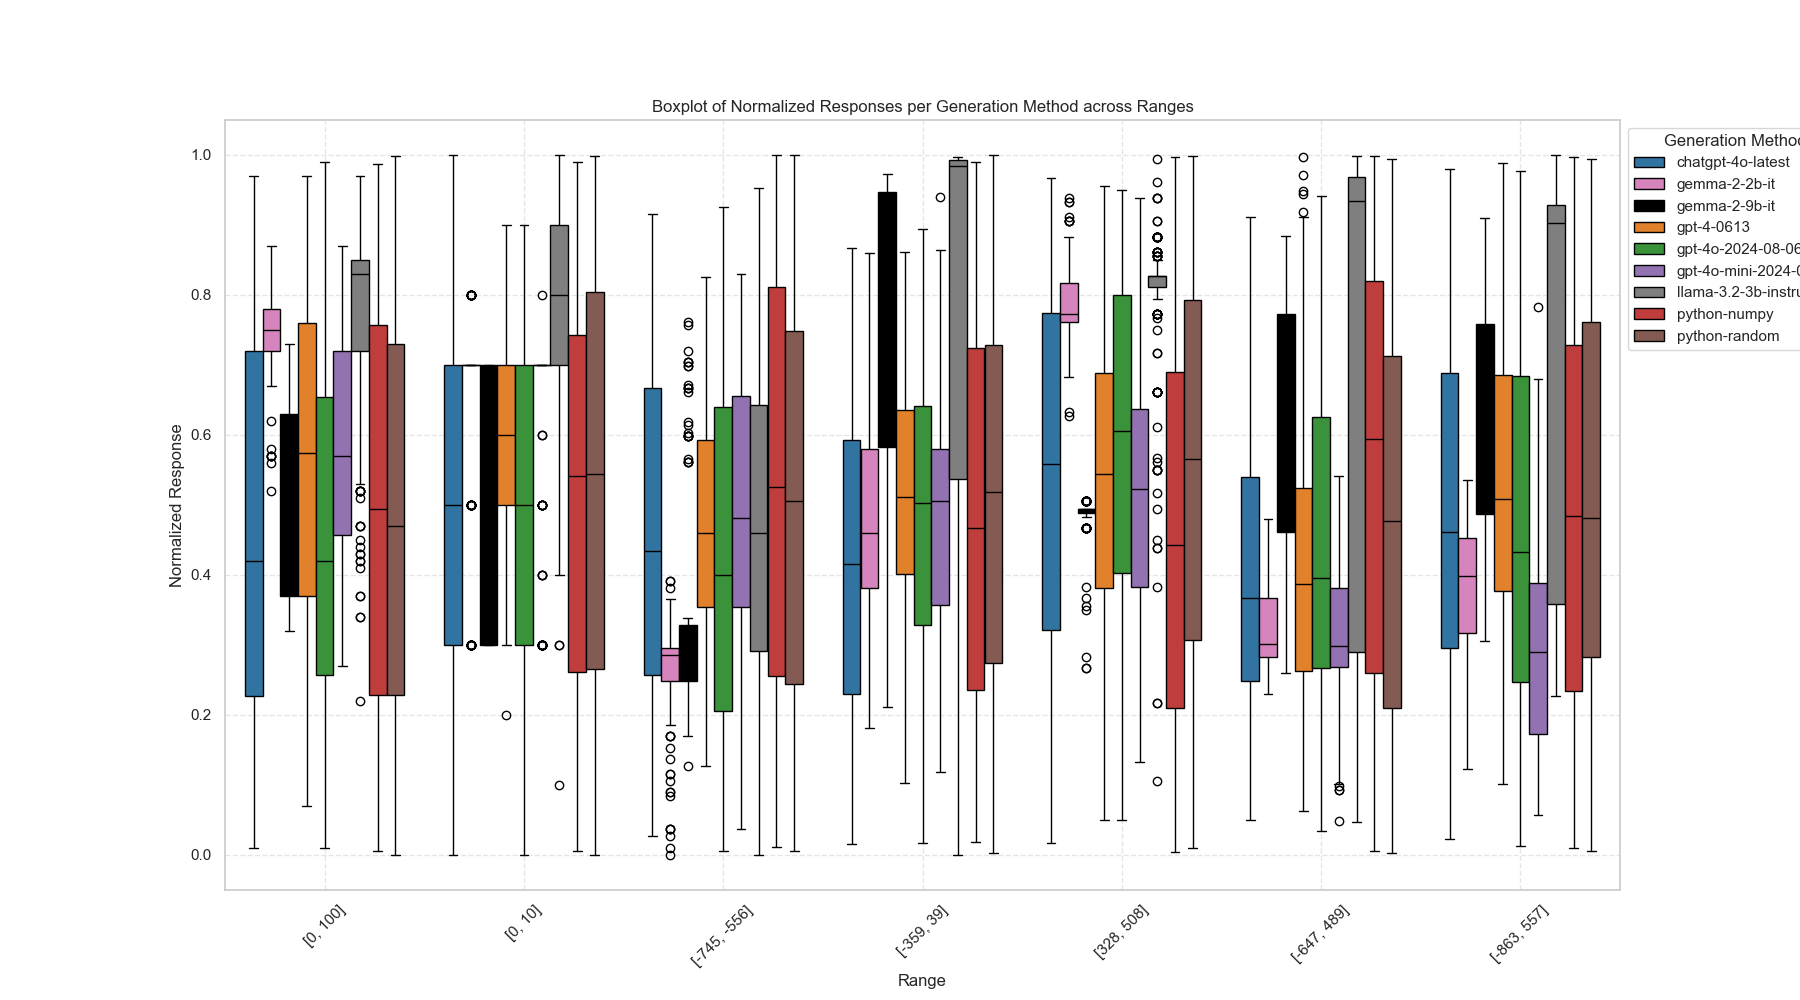 Boxplot of Normalized Responses per Generation Method across Ranges
Normalized Response
1.0
0.8
0.6
0.4
0.2
0.0
[0, 100]
[0, 10]
[-745, -556]
[-359, 39]
[328, 508]
[-647, 489]
[-863, 557]
Range
Generation Method
chatgpt-4o-latest
gemma-2-2b-it
gemma-2-9b-it
gpt-4-0613
gpt-4o-2024-08-06
gpt-4o-mini-2024-0
llama-3.2-3b-instru
python-numpy
python-random